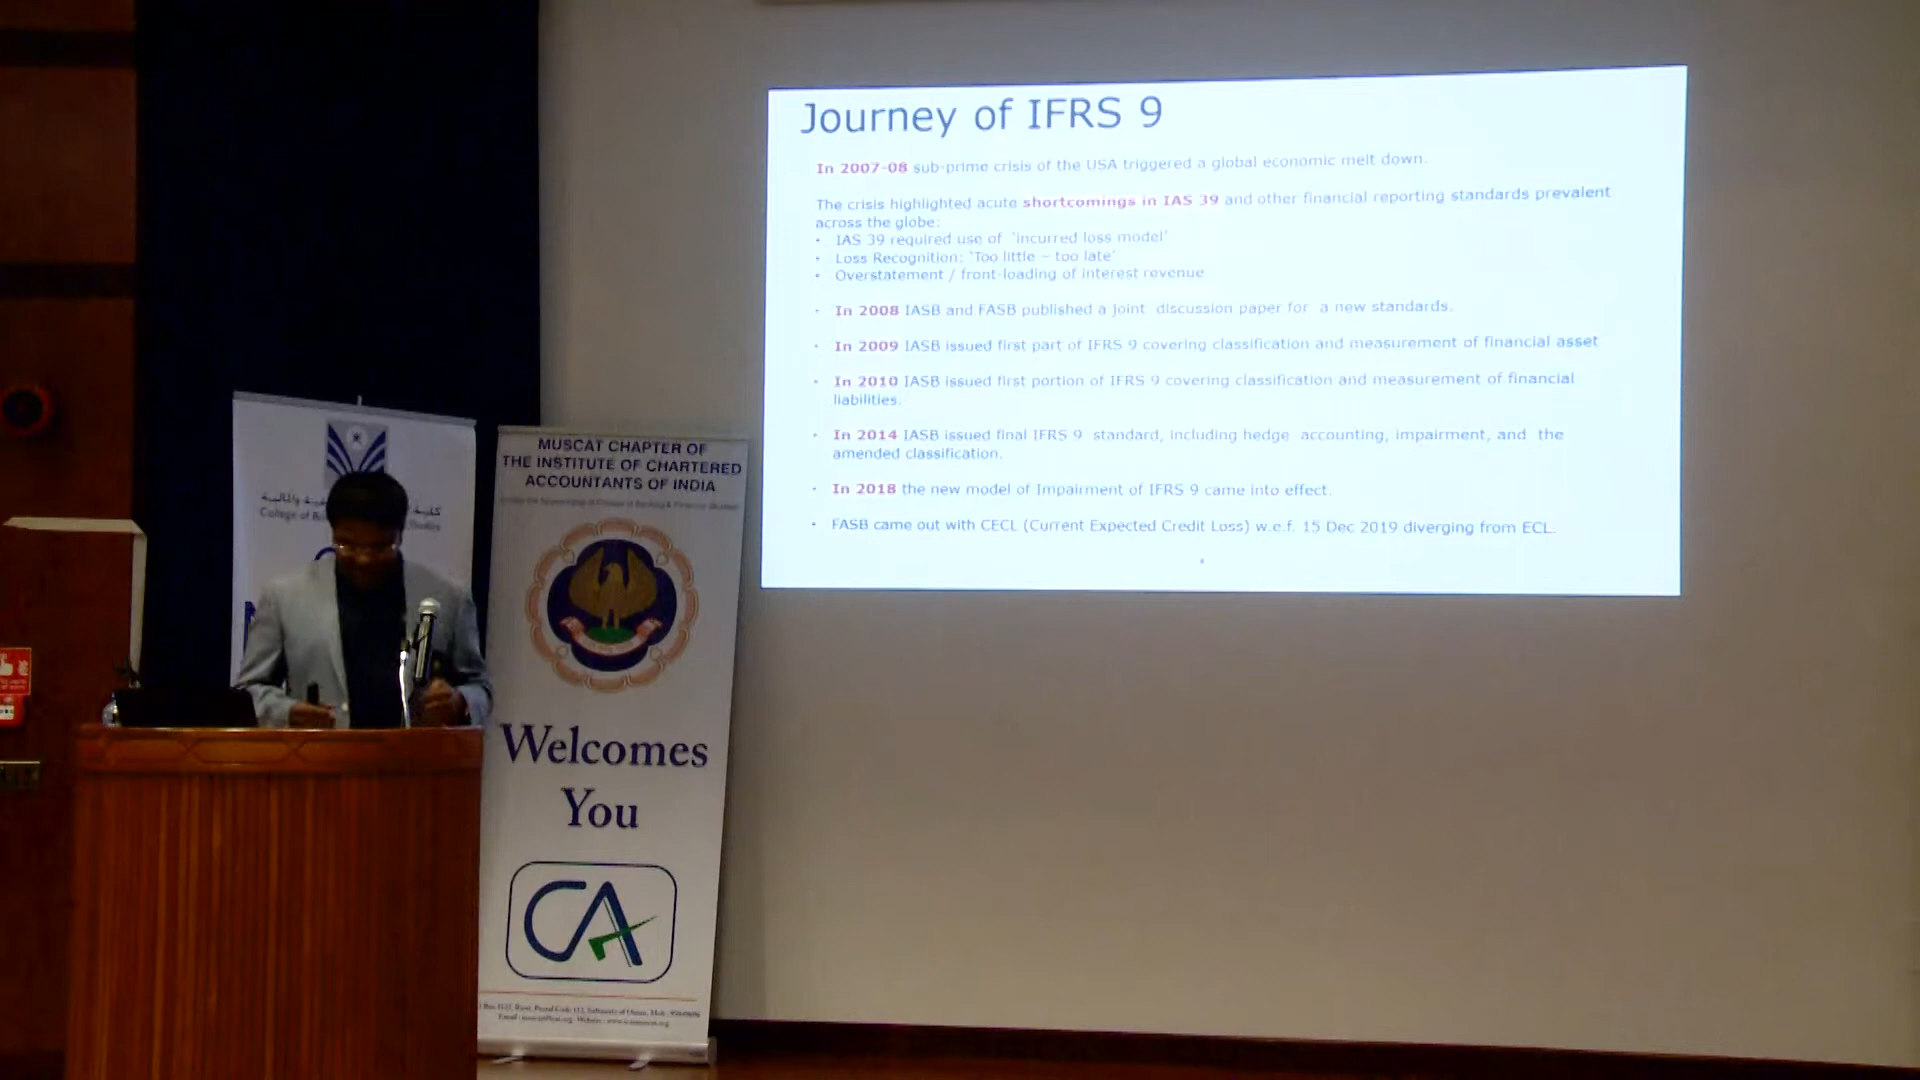 Journey of IFRS 9
In 2007-08 sub-prime crisis of the USA triggered a global economic melt down.
The crisis highlighted acute shortcomings in IAS 39 and other financial reporting standards prevalent
across the globe:
• IAS 39 required use of 'incurred loss model'
• Loss Recognition: 'Too little – too late'
• Overstatement / front-loading of interest revenue
• In 2008 IASB and FASB published a joint discussion paper for a new standards.
• In 2009 IASB issued first part of IFRS 9 covering classification and measurement of financial asset
• In 2010 IASB issued first portion of IFRS 9 covering classification and measurement of financial
liabilities.
• In 2014 IASB issued final IFRS 9 standard, including hedge accounting, impairment, and the
amended classification.
• In 2018 the new model of Impairment of IFRS 9 came into effect.
• FASB came out with CECL (Current Expected Credit Loss) w.e.f. 15 Dec 2019 diverging from ECL.
College of
Studies
MUSCAT CHAPTER OF
THE INSTITUTE OF CHARTERED
ACCOUNTANTS OF INDIA
Welcomes
You
CA